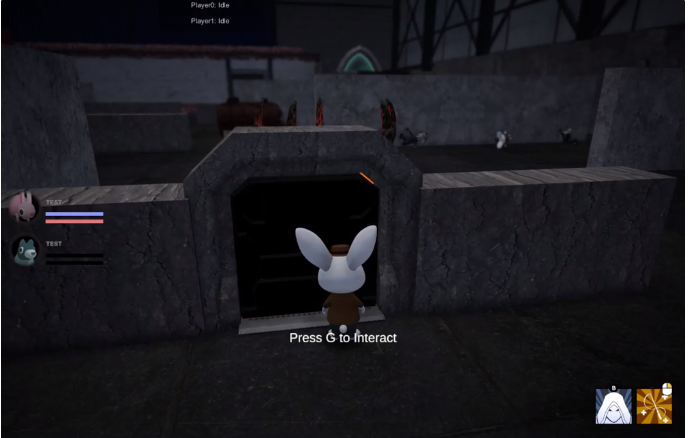 Player0: Idle
Player1: Idle
TEST
TEST
Press G to Interact
B